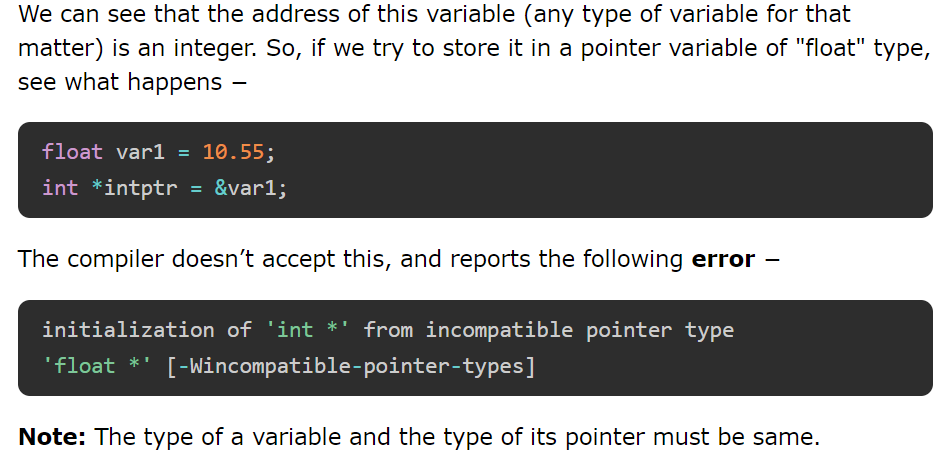 We can see that the address of this variable (any type of variable for that
matter) is an integer. So, if we try to store it in a pointer variable of "float" type,
see what happens −
float var1 = 10.55;
int *intptr = &var1;
The compiler doesn’t accept this, and reports the following error −
initialization of 'int *' from incompatible pointer type
'float *' [-Wincompatible-pointer-types]
Note: The type of a variable and the type of its pointer must be same.